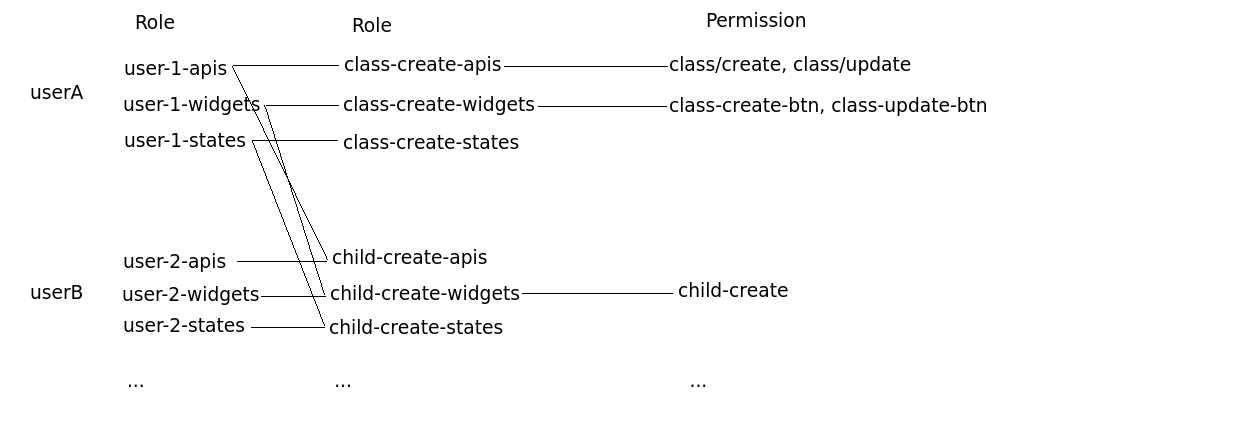 Role Role Permission
user-1-apis class-create-apis class/create, class/update
userA
user-1-widgets class-create-widgets class-create-btn, class-update-btn
user-1-states class-create-states
user-2-apis child-create-apis
userB
user-2-widgets child-create-widgets child-create
user-2-states child-create-states
... ... ...